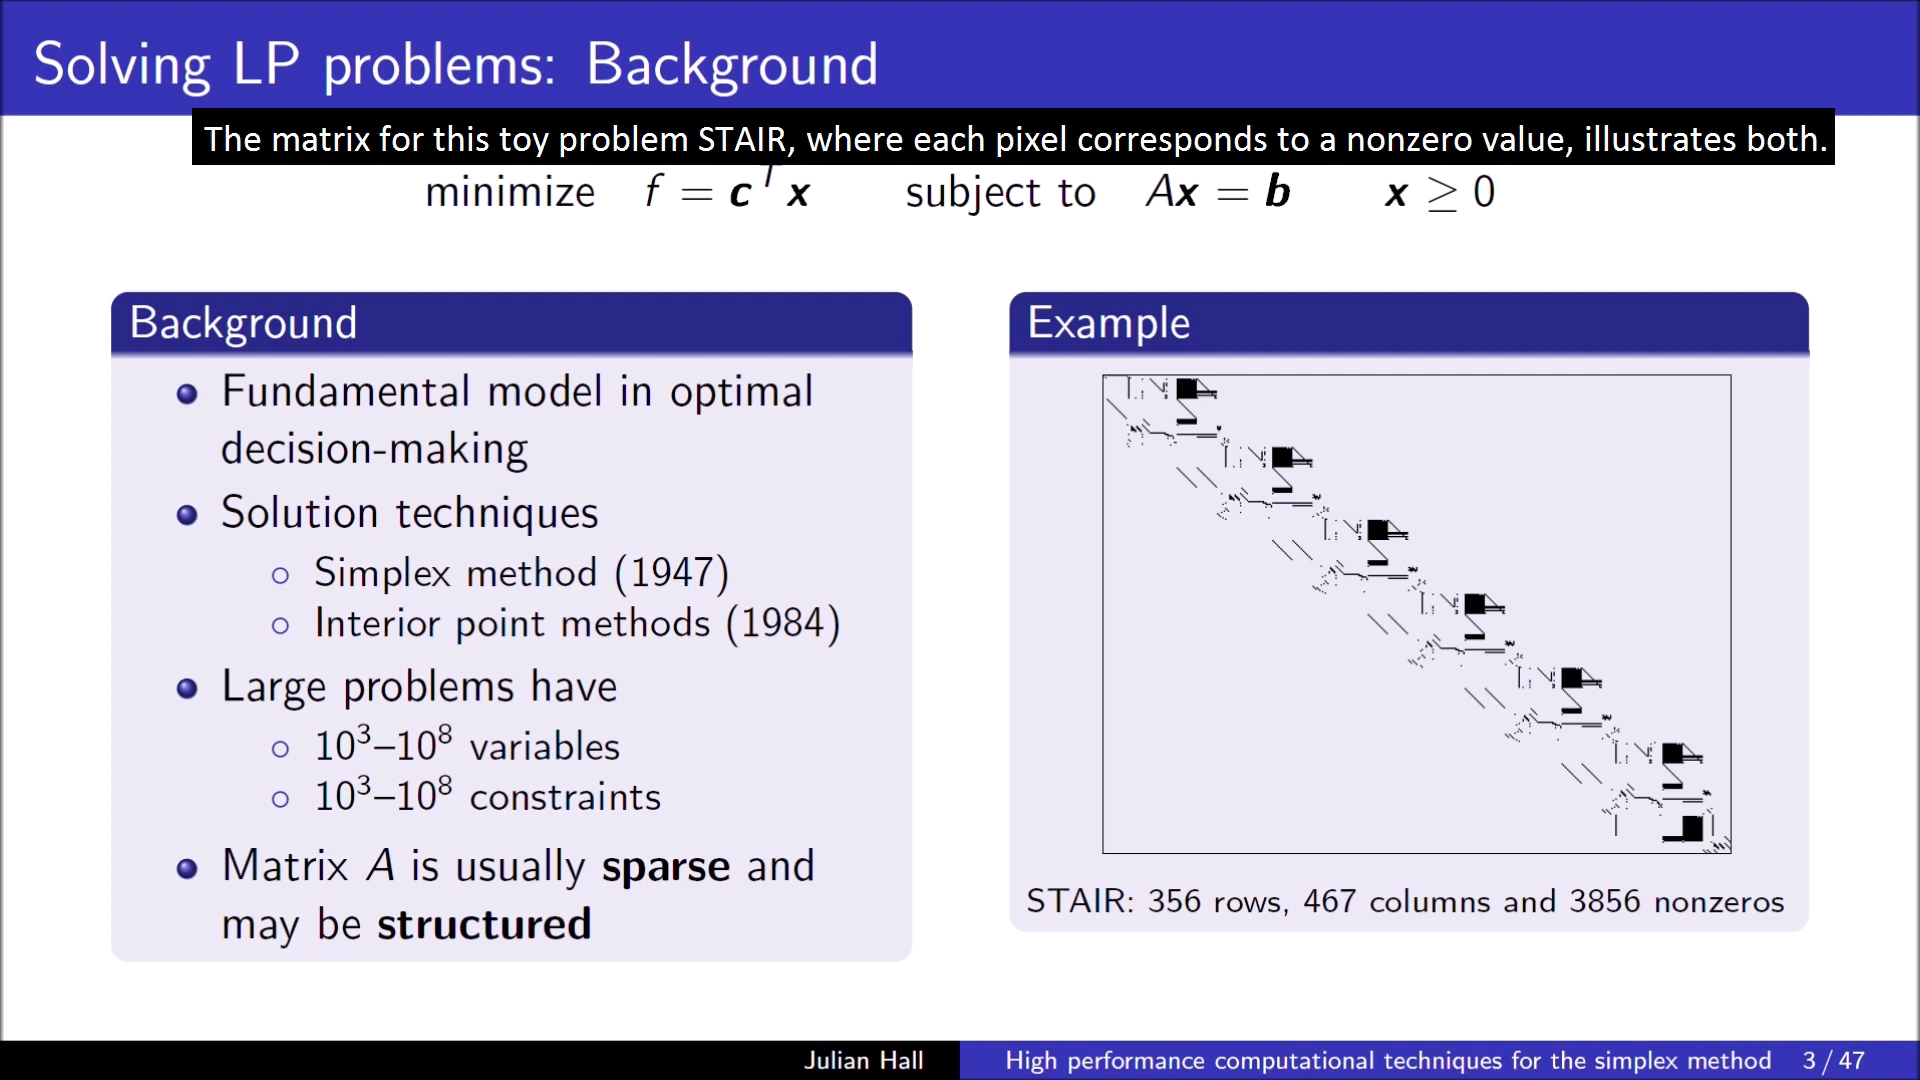 Solving LP problems: Background
The matrix for this toy problem STAIR, where each pixel corresponds to a nonzero value, illustrates both.
minimize f = cᵀx subject to Ax = b x ≥ 0
Background
Fundamental model in optimal
decision-making
Solution techniques
Simplex method (1947)
Interior point methods (1984)
Large problems have
10³–10⁸ variables
10³–10⁸ constraints
Matrix A is usually sparse and
may be structured
Example
STAIR: 356 rows, 467 columns and 3856 nonzeros
Julian Hall High performance computational techniques for the simplex method 3 / 47